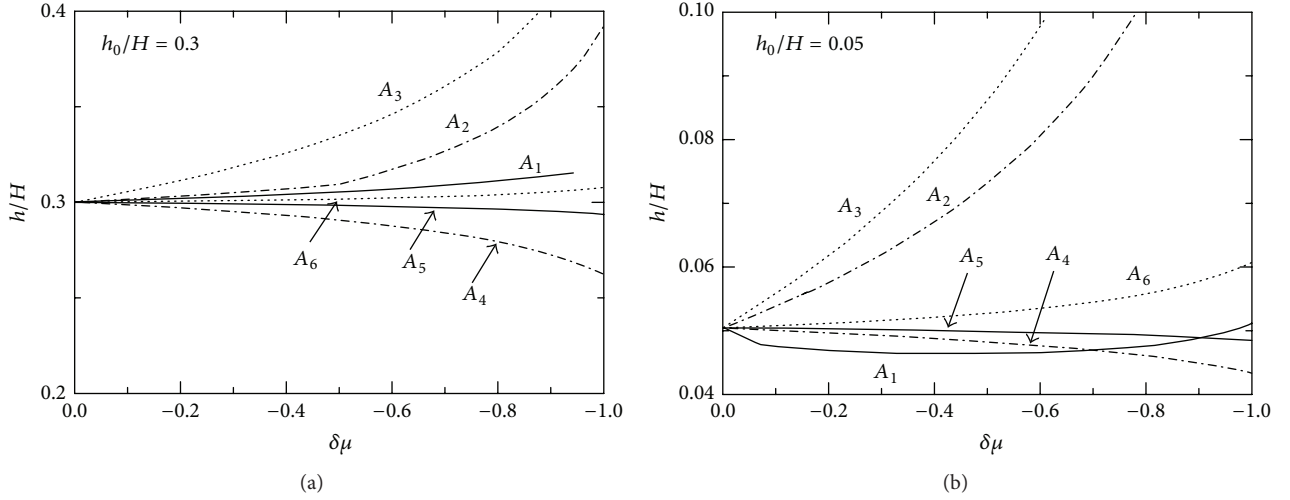 0.4
h₀/H = 0.3
A₃
A₂
A₁
0.3
h/H
A₆
A₅
A₄
0.2
0.0 −0.2 −0.4 −0.6 −0.8 −1.0
δμ
(a)
0.10
h₀/H = 0.05
0.08
A₃
A₂
h/H
A₅
A₄
A₆
0.06
A₁
0.04
0.0 −0.2 −0.4 −0.6 −0.8 −1.0
δμ
(b)